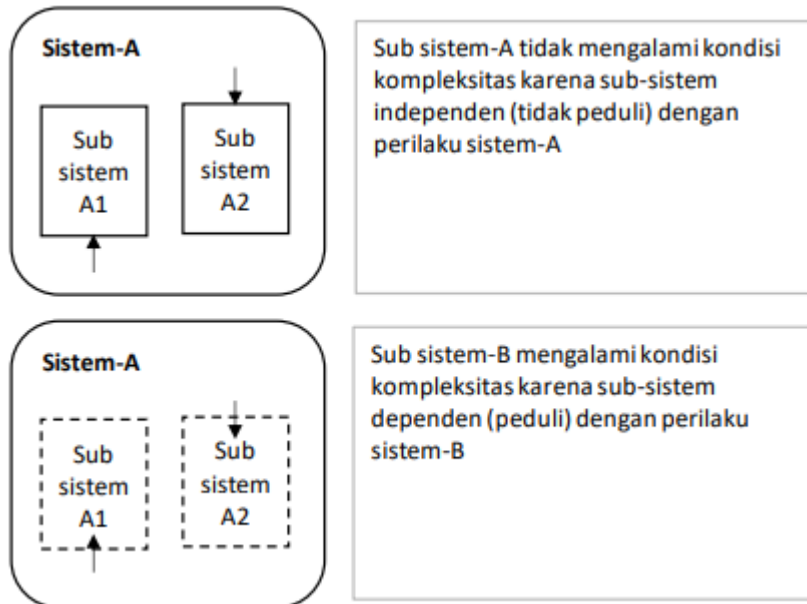 Sistem-A
Sub
sistem
A1
Sub
sistem
A2
Sub sistem-A tidak mengalami kondisi
kompleksitas karena sub-sistem
independen (tidak peduli) dengan
perilaku sistem-A
Sistem-A
Sub
sistem
A1
Sub
sistem
A2
Sub sistem-B mengalami kondisi
kompleksitas karena sub-sistem
dependen (peduli) dengan perilaku
sistem-B